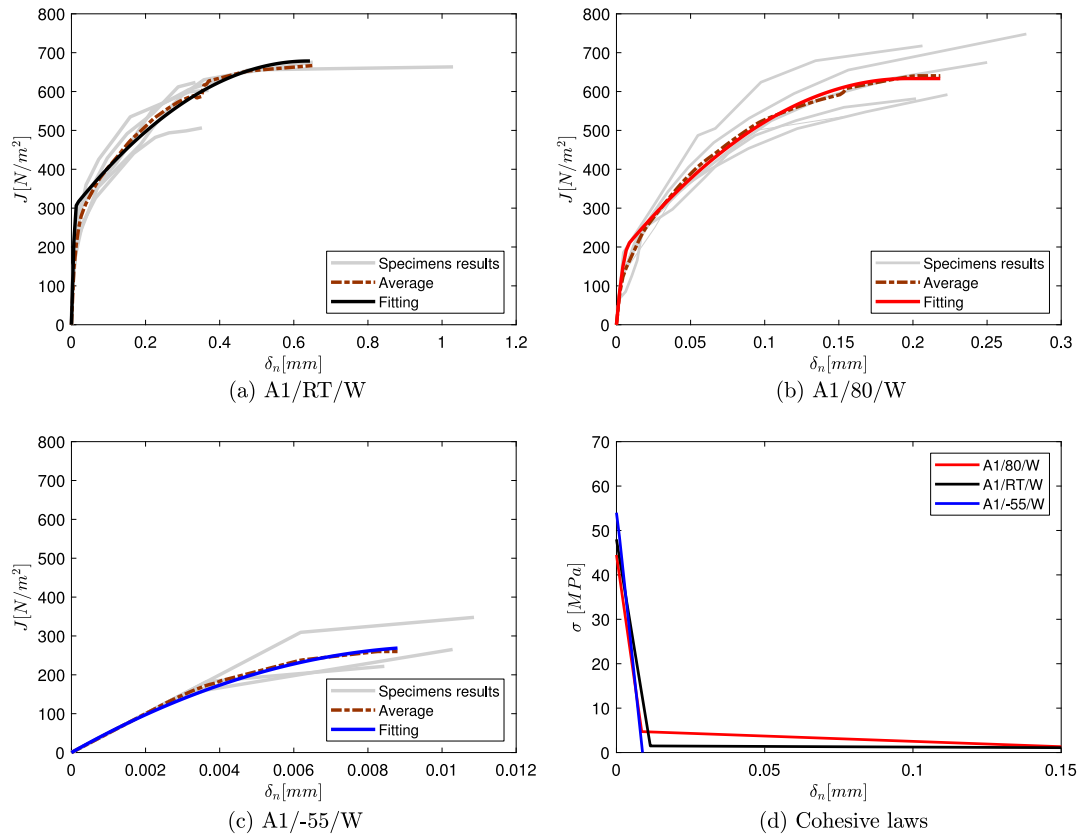 800
700
600
500
400
300
200
100
0
J[N/m²]
Specimens results
Average
Fitting
0 0.2 0.4 0.6 0.8 1 1.2
δn[mm]
(a) A1/RT/W
800
700
600
500
400
300
200
100
0
J[N/m²]
Specimens results
Average
Fitting
0 0.05 0.1 0.15 0.2 0.25 0.3
δn[mm]
(b) A1/80/W
800
700
600
500
400
300
200
100
0
J[N/m²]
Specimens results
Average
Fitting
0 0.002 0.004 0.006 0.008 0.01 0.012
δn[mm]
(c) A1/-55/W
70
60
50
40
30
20
10
0
σ [MPa]
A1/80/W
A1/RT/W
A1/-55/W
0 0.05 0.1 0.15
δn[mm]
(d) Cohesive laws